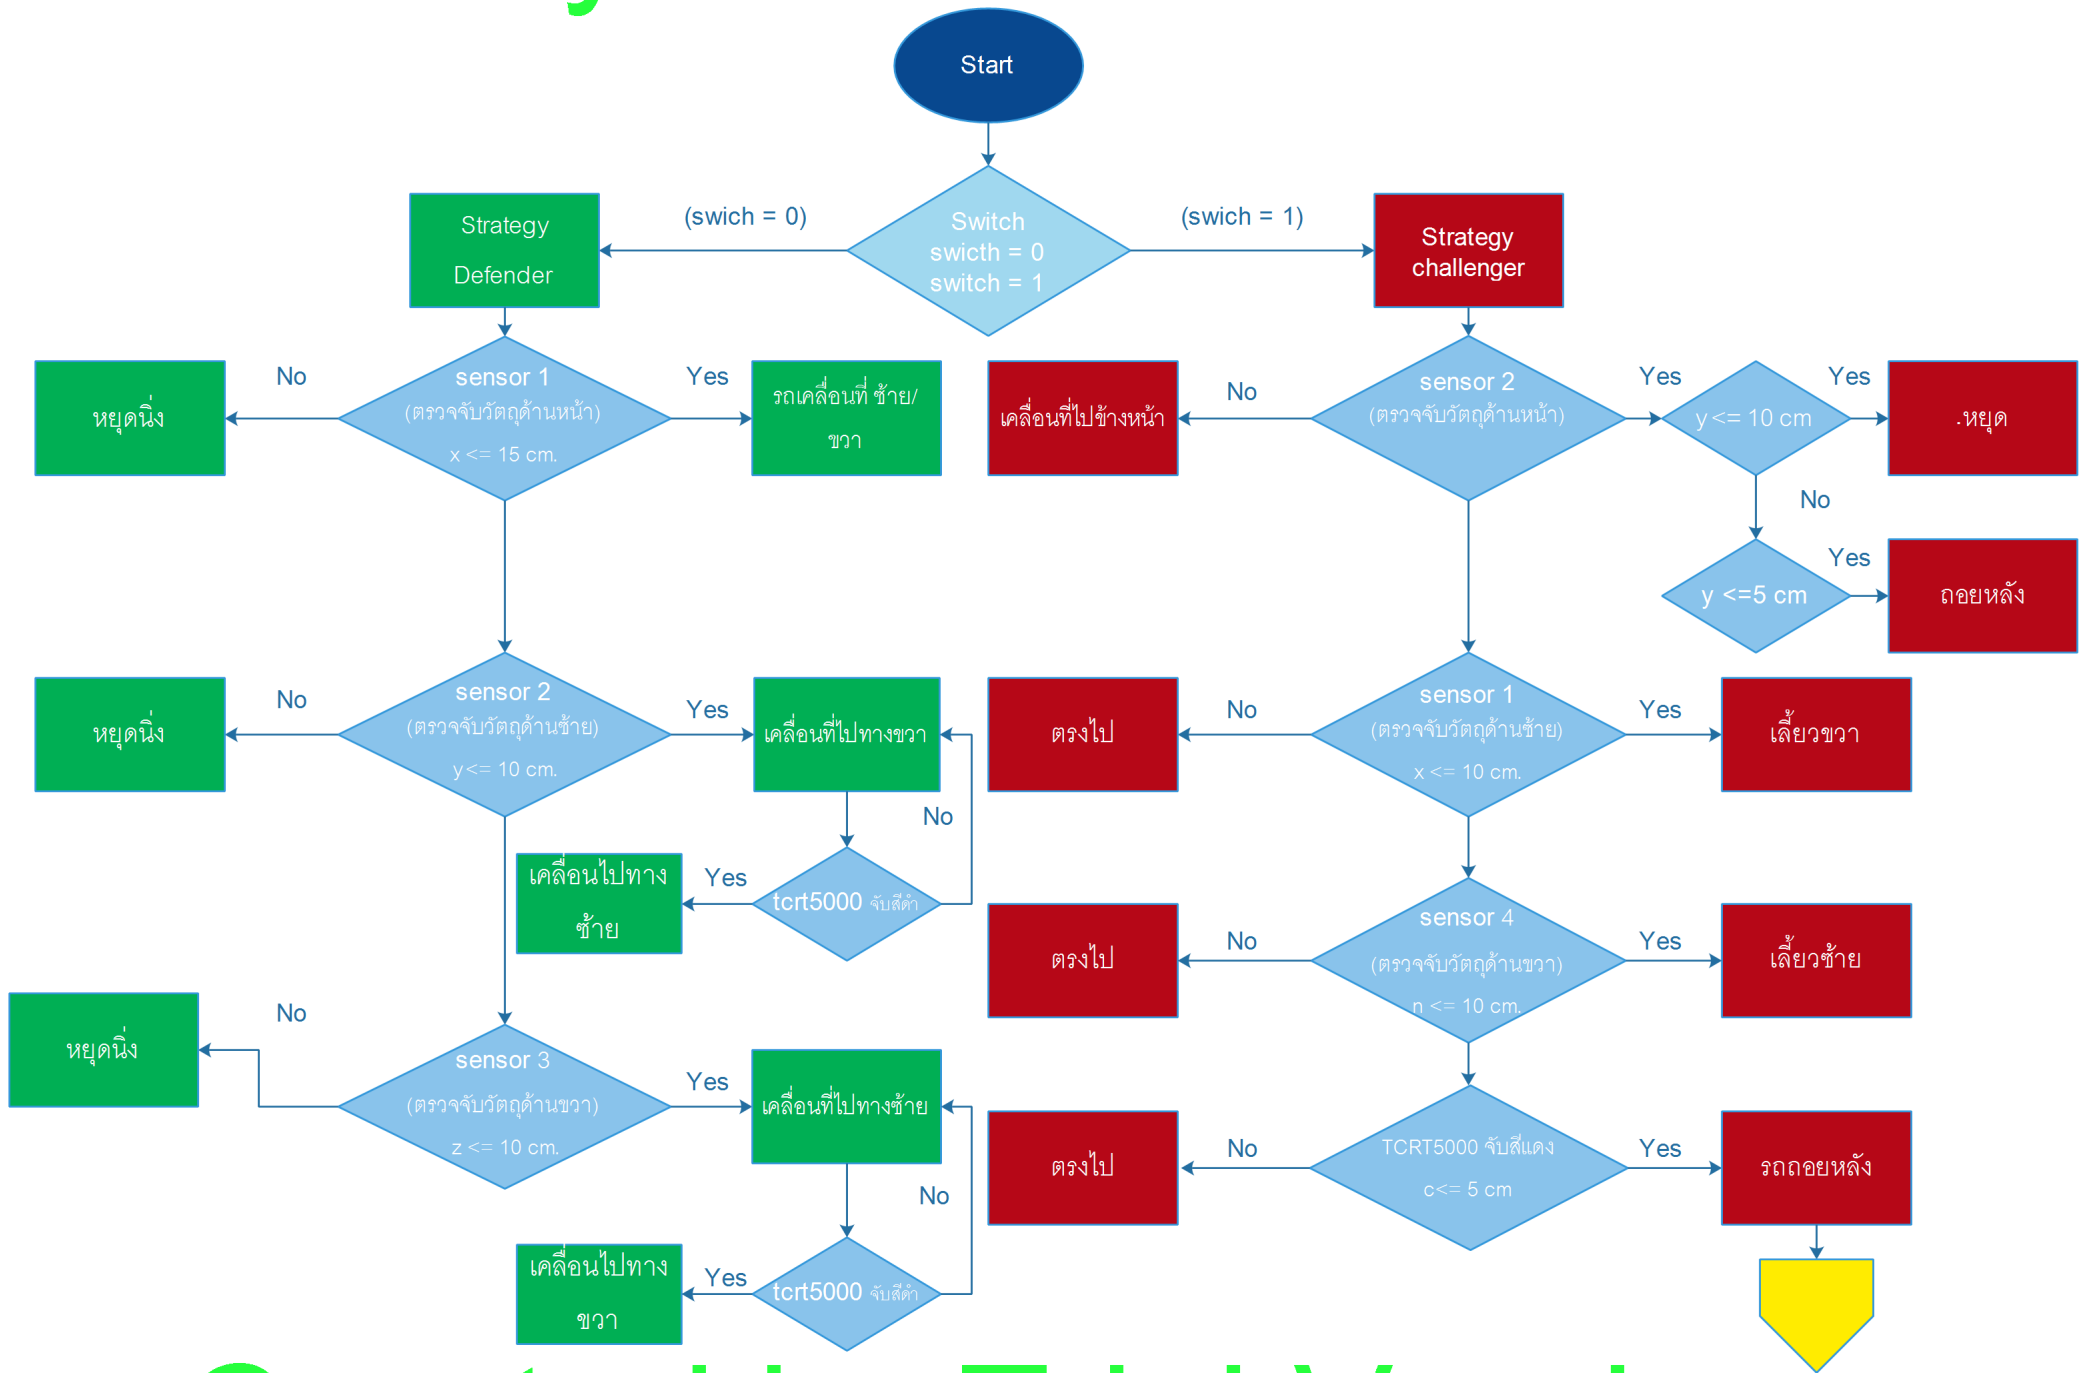 Start
Switch
swicth = 0
switch = 1
(swich = 0)
(swich = 1)
Strategy
Defender
Strategy
challenger
sensor 1
(ตรวจจับวัตถุด้านหน้า)
x <= 15 cm.
No
หยุดนิ่ง
Yes
รถเคลื่อนที่ ซ้าย/
ขวา
sensor 2
(ตรวจจับวัตถุด้านซ้าย)
y<= 10 cm.
No
หยุดนิ่ง
Yes
เคลื่อนที่ไปทางขวา
No
tcrt5000 จับสีดำ
Yes
เคลื่อนไปทาง
ซ้าย
sensor 3
(ตรวจจับวัตถุด้านขวา)
z <= 10 cm.
No
หยุดนิ่ง
Yes
เคลื่อนที่ไปทางซ้าย
No
tcrt5000 จับสีดำ
Yes
เคลื่อนไปทาง
ขวา
sensor 2
(ตรวจจับวัตถุด้านหน้า)
No
เคลื่อนที่ไปข้างหน้า
Yes
y<= 10 cm
Yes
.หยุด
No
y <=5 cm
Yes
ถอยหลัง
sensor 1
(ตรวจจับวัตถุด้านซ้าย)
x <= 10 cm.
No
ตรงไป
Yes
เลี้ยวขวา
sensor 4
(ตรวจจับวัตถุด้านขวา)
n <= 10 cm.
No
ตรงไป
Yes
เลี้ยวซ้าย
TCRT5000 จับสีแดง
c<= 5 cm
No
ตรงไป
Yes
รถถอยหลัง